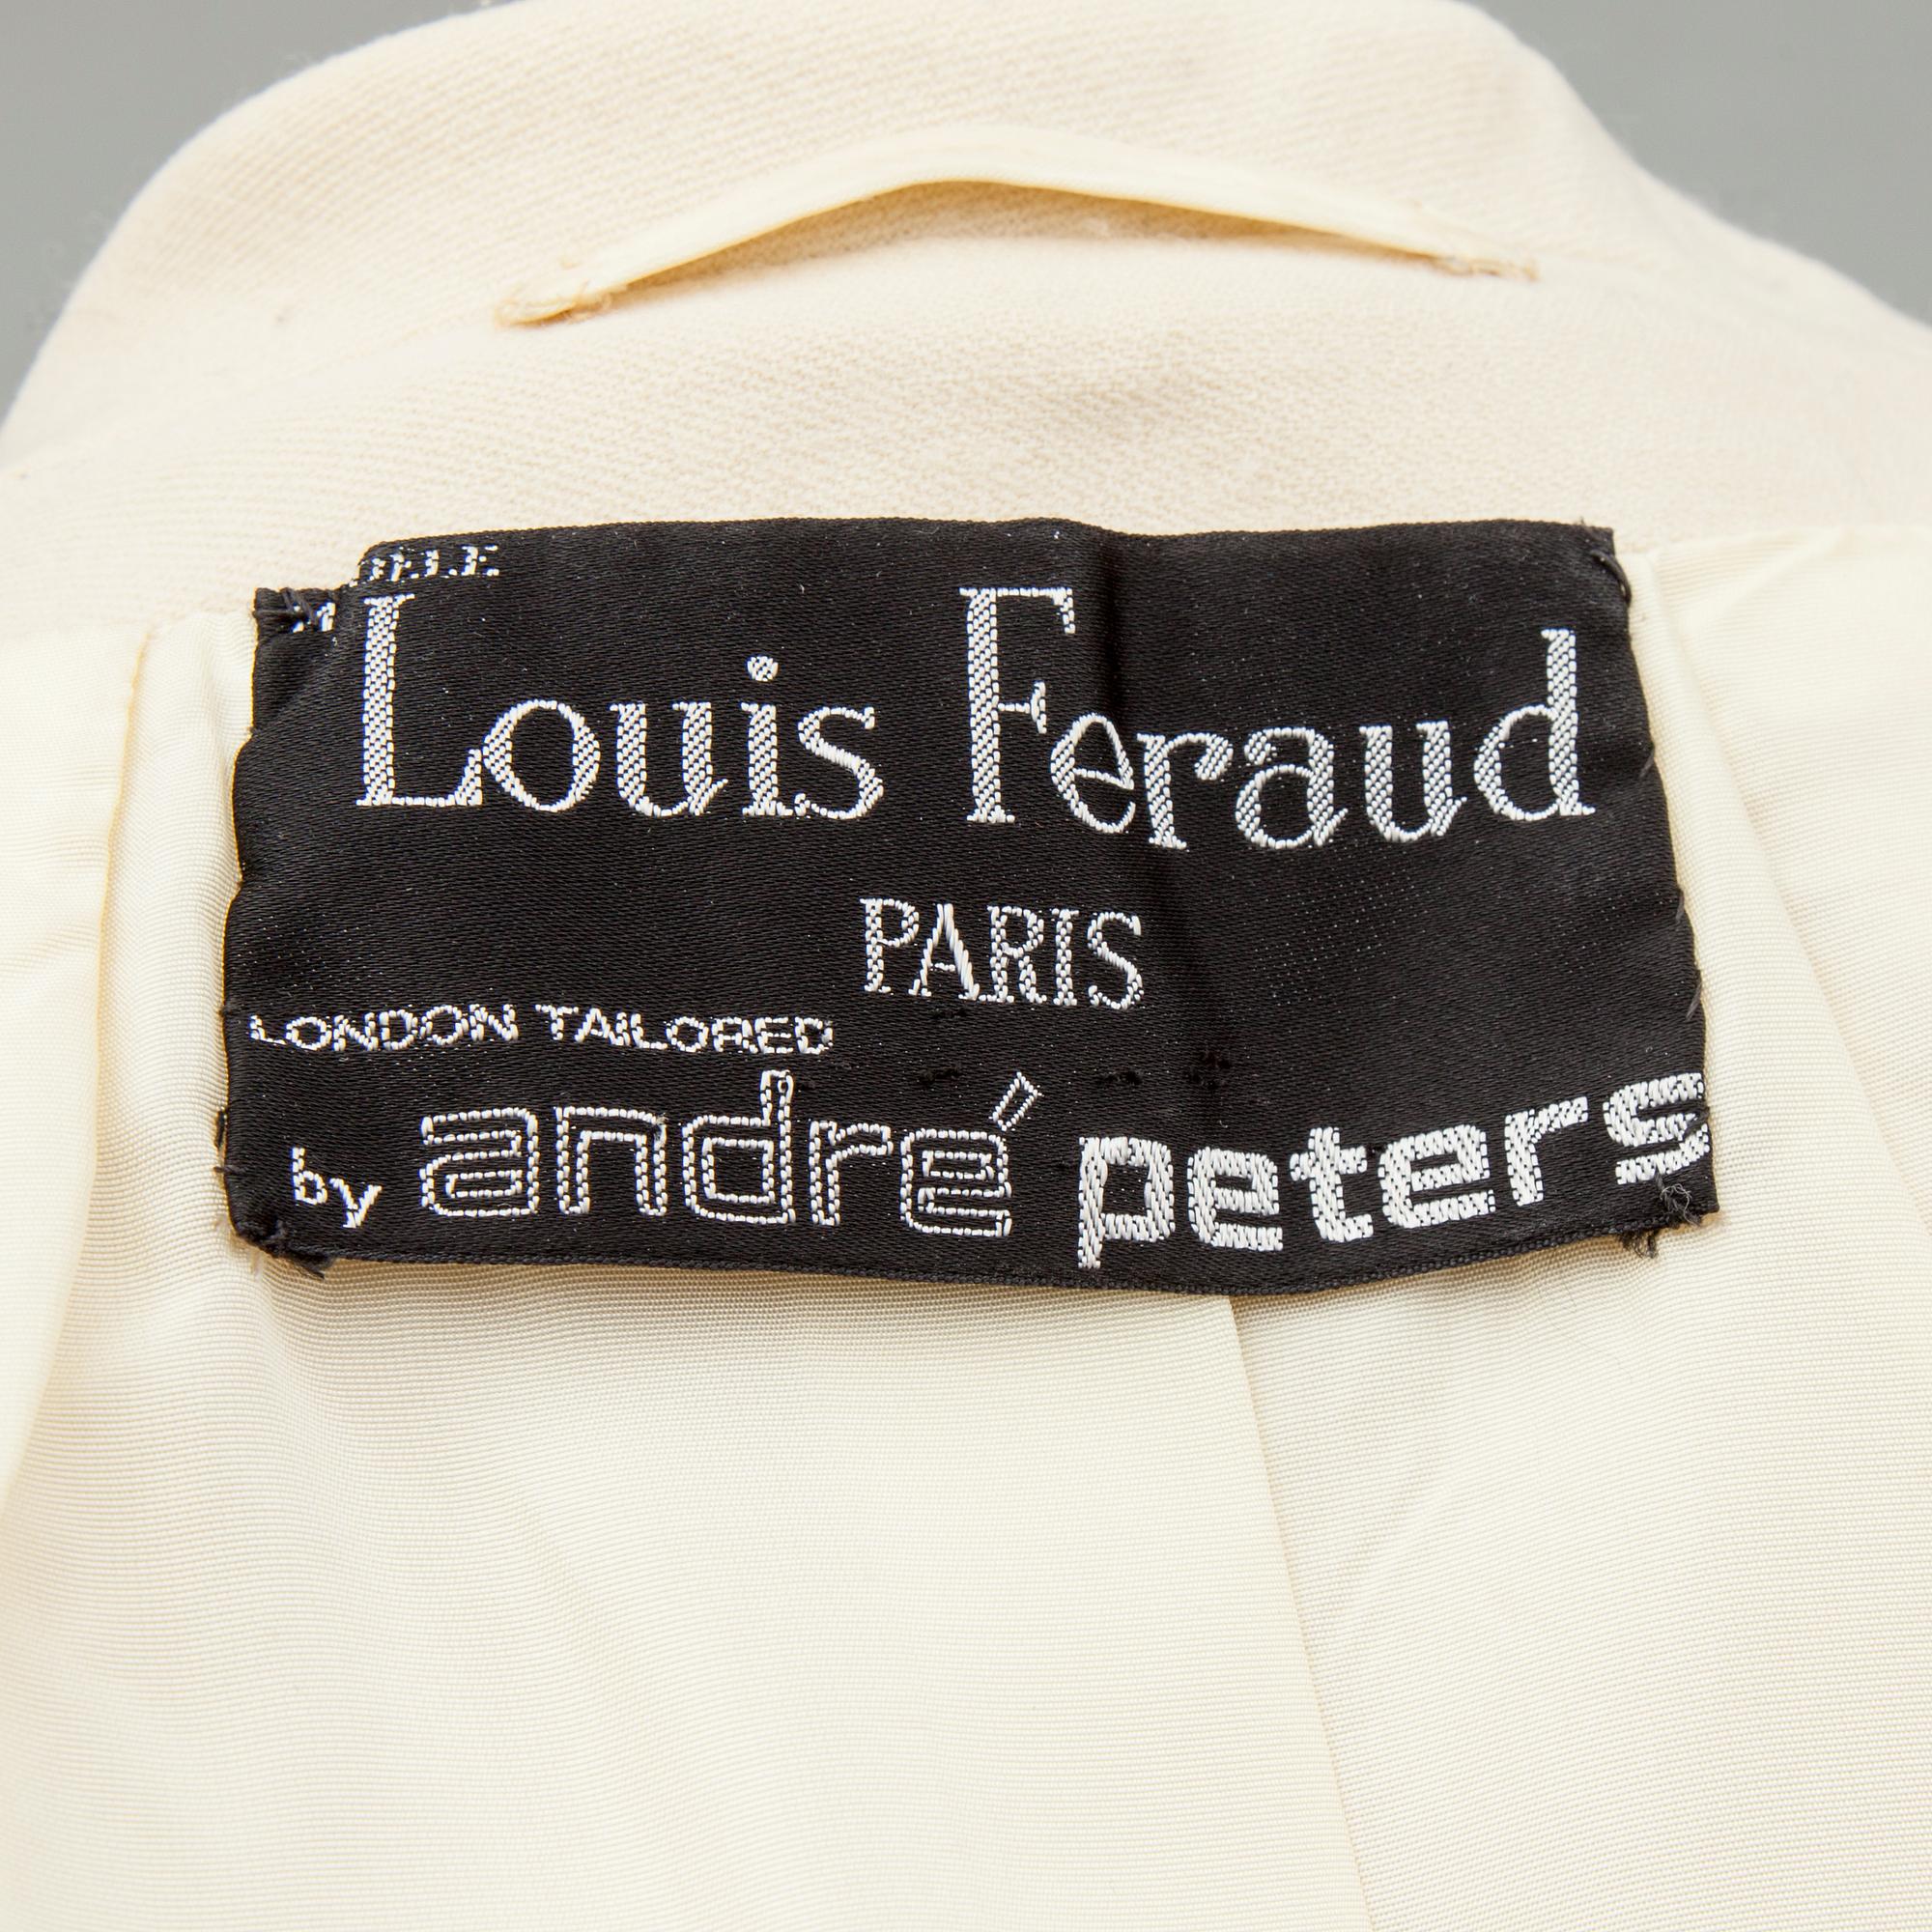 Louis Feraud
PARIS
LONDON TAILORED
by andré peters